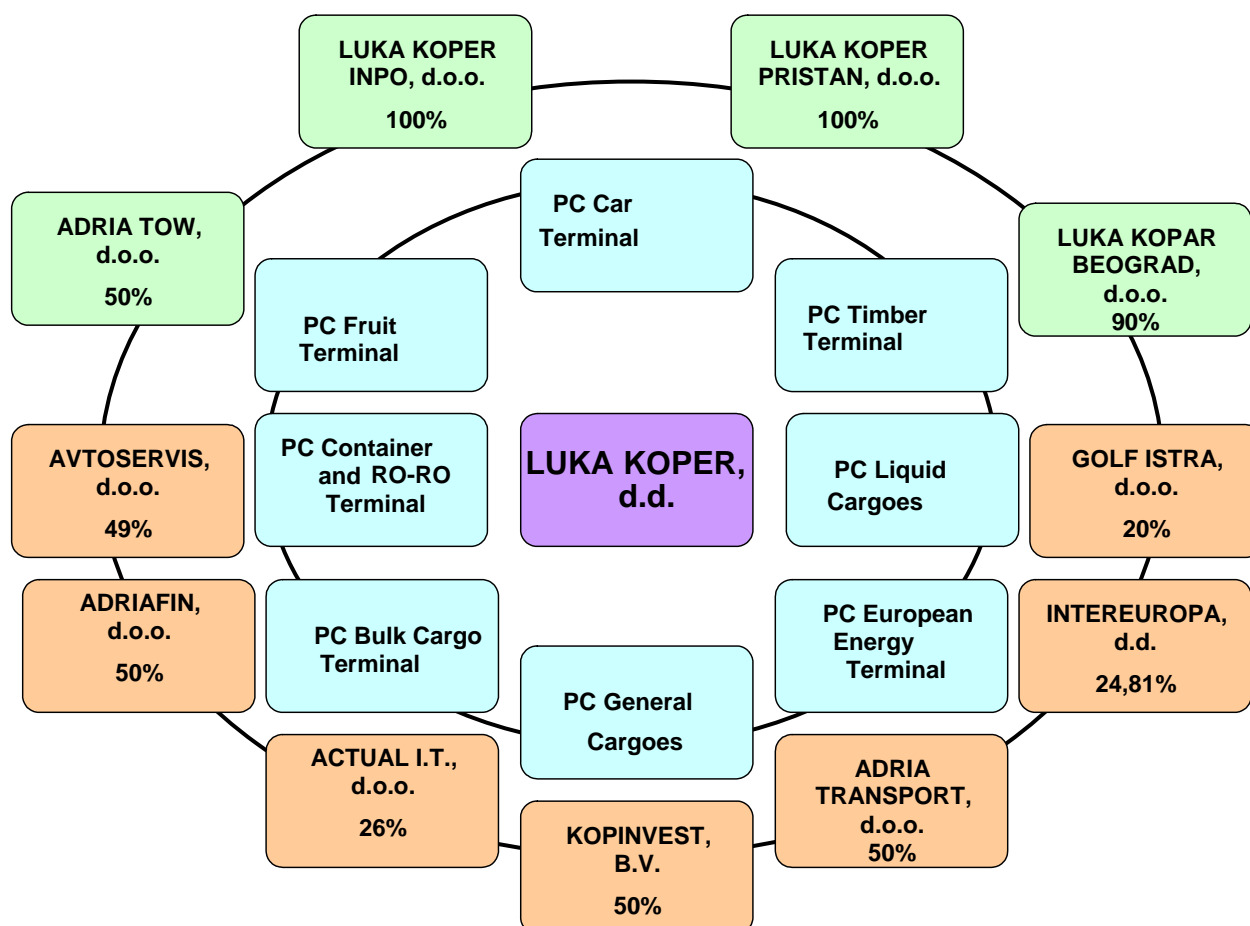 LUKA KOPER
INPO, d.o.o.
100%
LUKA KOPER
PRISTAN, d.o.o.
100%
PC Car
Terminal
ADRIA TOW,
d.o.o.
50%
LUKA KOPAR
BEOGRAD,
d.o.o.
90%
PC Fruit
Terminal
PC Timber
Terminal
AVTOSERVIS,
d.o.o.
49%
PC Container
and RO-RO
Terminal
LUKA KOPER,
d.d.
PC Liquid
Cargoes
GOLF ISTRA,
d.o.o.
20%
ADRIAFIN,
d.o.o.
50%
PC Bulk Cargo
Terminal
PC European
Energy
Terminal
INTEREUROPA,
d.d.
24,81%
PC General
Cargoes
ACTUAL I.T.,
d.o.o.
26%
KOPINVEST,
B.V.
50%
ADRIA
TRANSPORT,
d.o.o.
50%